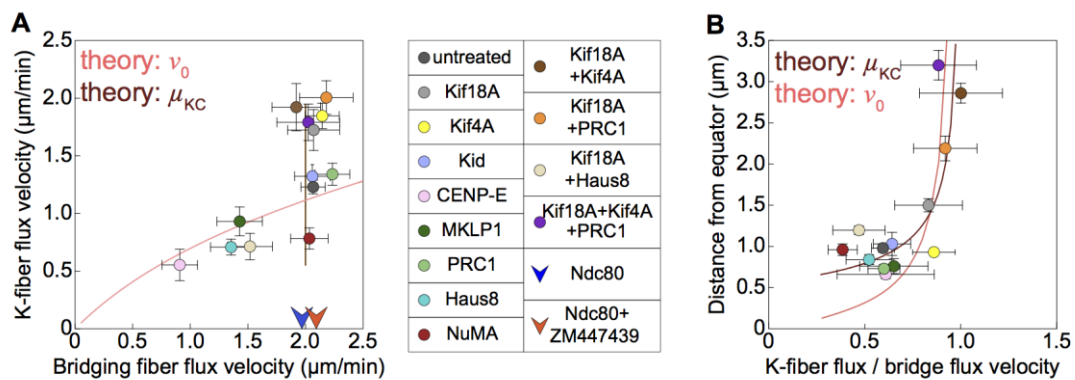 A
K-fiber flux velocity (µm/min)
2.5
2.0
1.5
1.0
0.5
0
0
0.5
1.0
1.5
2.0
2.5
Bridging fiber flux velocity (µm/min)
theory: ν₀
theory: μKC
untreated
Kif18A
Kif4A
Kid
CENP-E
MKLP1
PRC1
Haus8
NuMA
Kif18A
+Kif4A
Kif18A
+PRC1
Kif18A
+Haus8
Kif18A+Kif4A
+PRC1
Ndc80
Ndc80+
ZM447439
B
Distance from equator (µm)
3.5
3.0
2.5
2.0
1.5
1.0
0.5
0
0
0.5
1.0
1.5
K-fiber flux / bridge flux velocity
theory: μKC
theory: ν₀